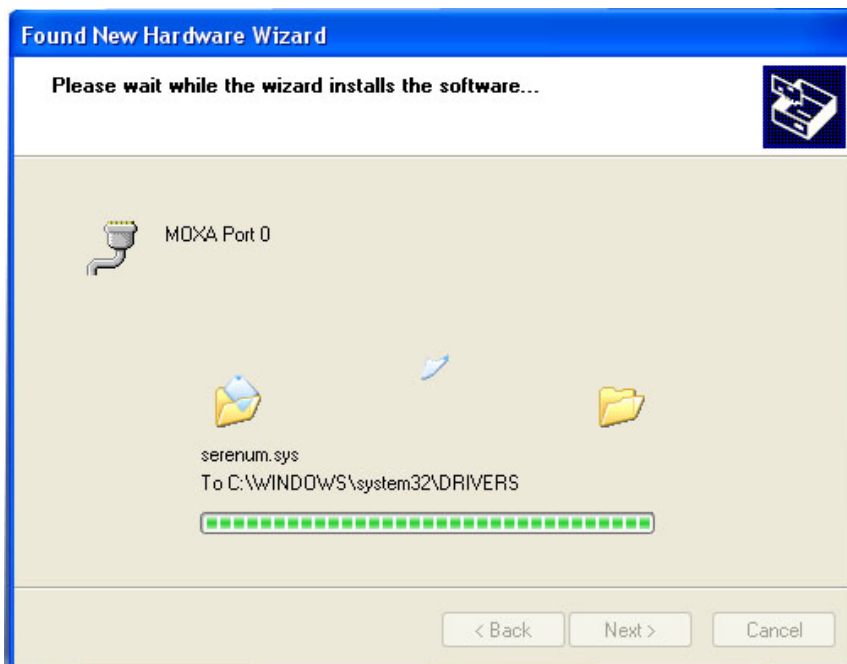 Found New Hardware Wizard
Please wait while the wizard installs the software...
MOXA Port 0
serenum.sys
To C:\WINDOWS\system32\DRIVERS
< Back
Next >
Cancel